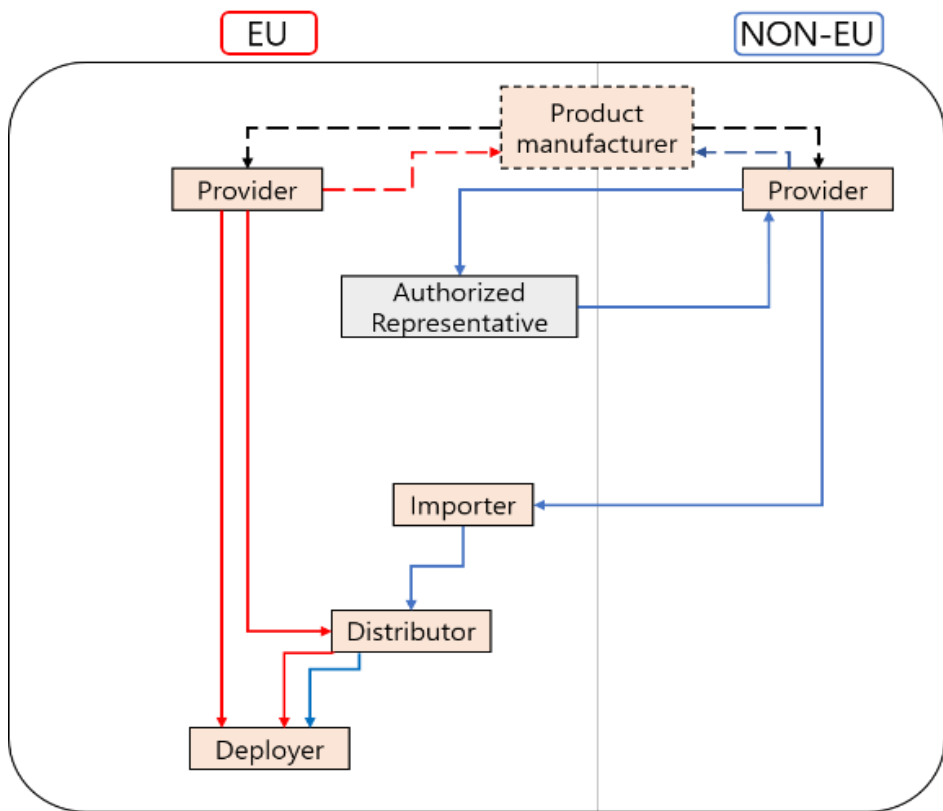 EU
NON-EU
Product
manufacturer
Provider
Provider
Authorized
Representative
Importer
Distributor
Deployer